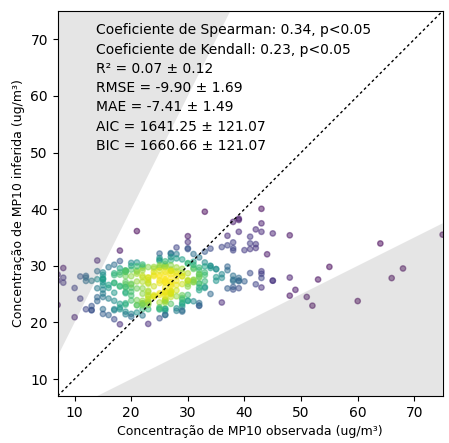 Coeficiente de Spearman: 0.34, p<0.05
Coeficiente de Kendall: 0.23, p<0.05
R² = 0.07 ± 0.12
RMSE = -9.90 ± 1.69
MAE = -7.41 ± 1.49
AIC = 1641.25 ± 121.07
BIC = 1660.66 ± 121.07
Concentração de MP10 inferida (ug/m³)
70
60
50
40
30
20
10
10 20 30 40 50 60 70
Concentração de MP10 observada (ug/m³)